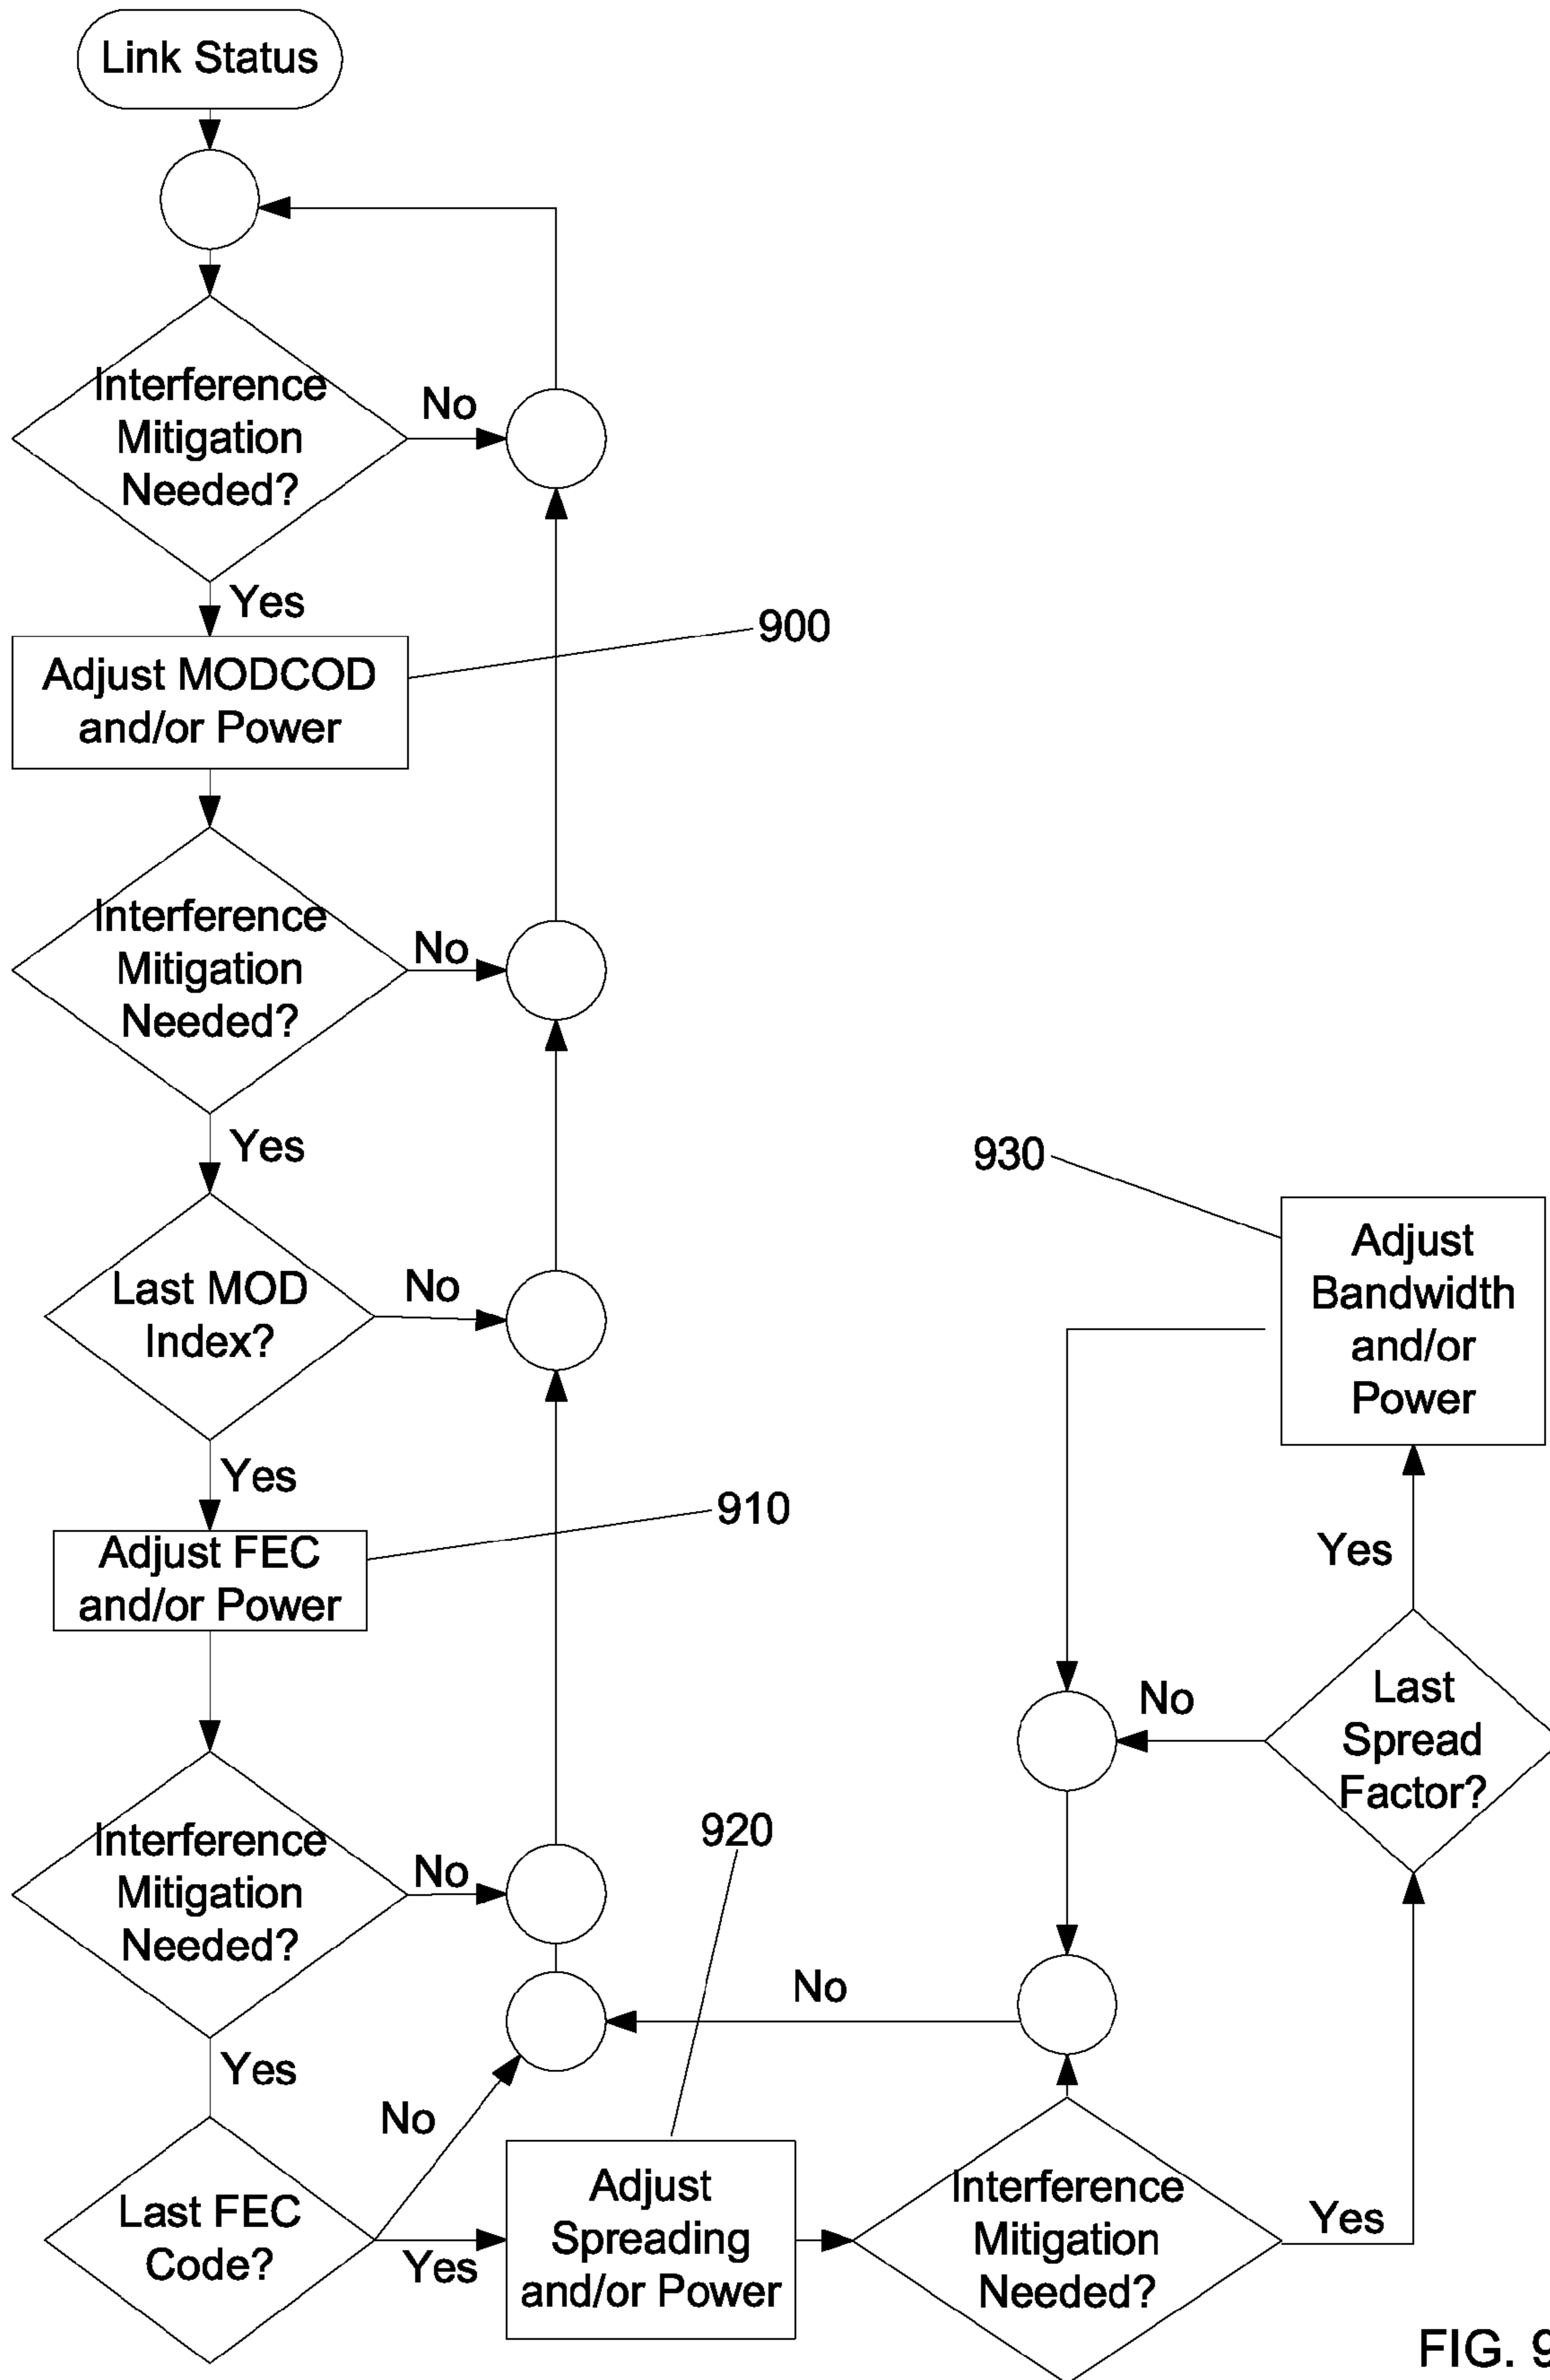 Link Status
Interference
Mitigation
Needed?
No
Yes
900
Adjust MODCOD
and/or Power
Interference
Mitigation
Needed?
No
Yes
Last MOD
Index?
No
Yes
910
Adjust FEC
and/or Power
Interference
Mitigation
Needed?
No
Yes
Last FEC
Code?
No
Yes
920
Adjust
Spreading
and/or Power
Interference
Mitigation
Needed?
No
Yes
Last
Spread
Factor?
No
Yes
930
Adjust
Bandwidth
and/or
Power
FIG. 9